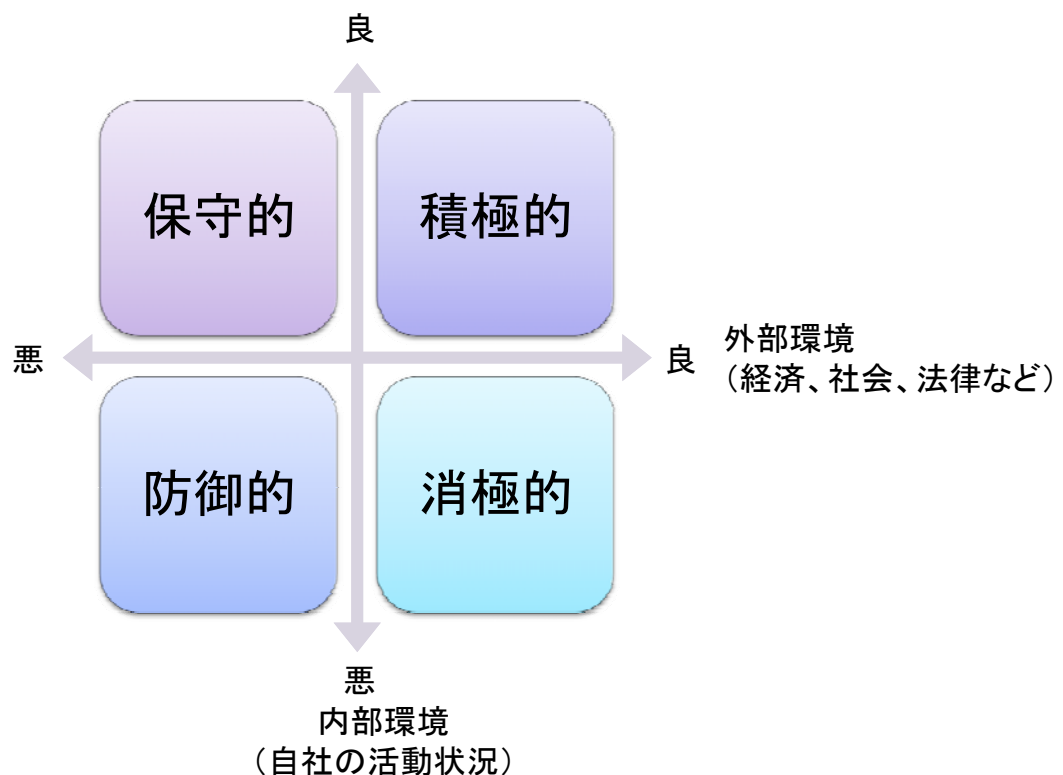 良
保守的
積極的
悪
良
外部環境
（経済、社会、法律など）
防御的
消極的
悪
内部環境
（自社の活動状況）